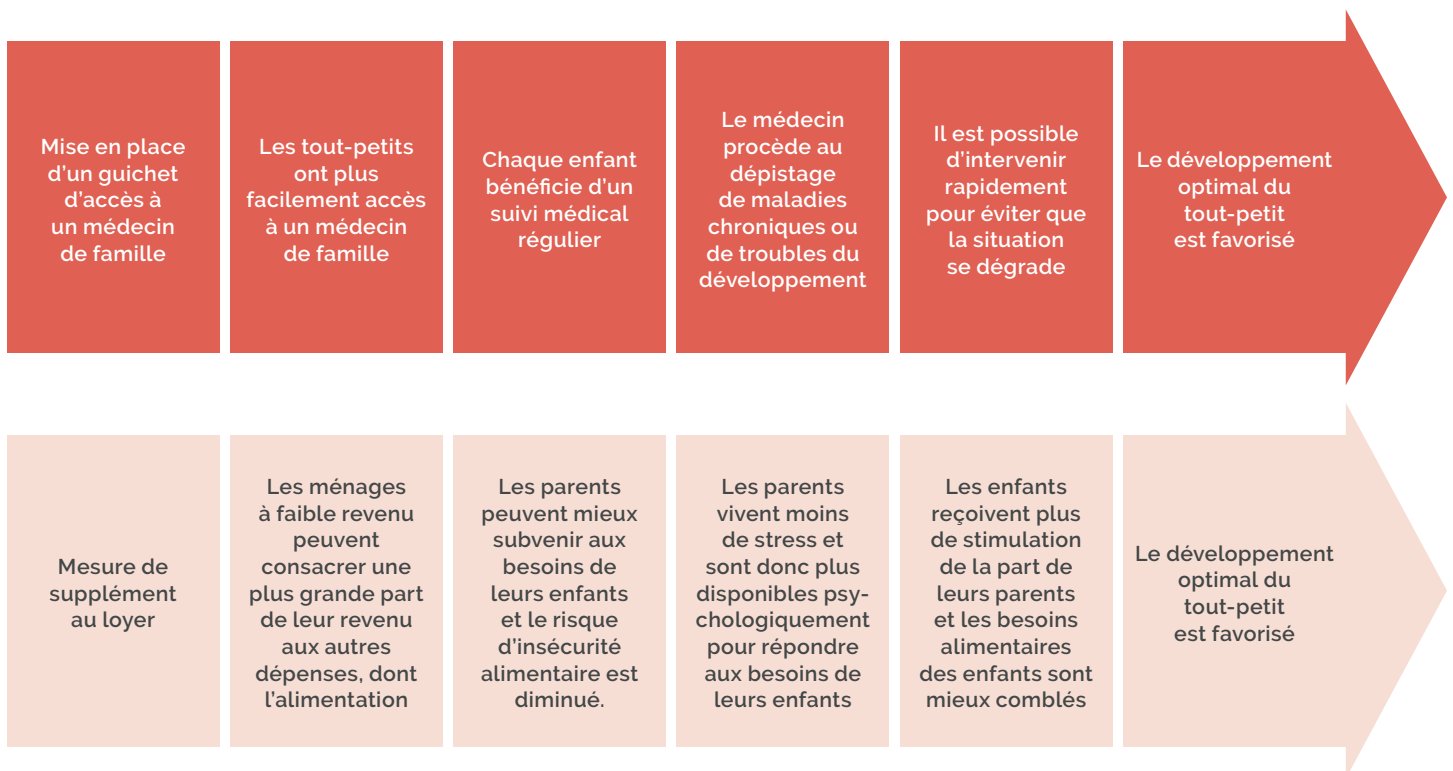 Mise en place
d'un guichet
d'accès à
un médecin
de famille
Les tout-petits
ont plus
facilement accès
à un médecin
de famille
Chaque enfant
bénéficie d'un
suivi médical
régulier
Le médecin
procède au
dépistage
de maladies
chroniques ou
de troubles du
développement
Il est possible
d'intervenir
rapidement
pour éviter que
la situation
se dégrade
Le développement
optimal du
tout-petit
est favorisé
Mesure de
supplément
au loyer
Les ménages
à faible revenu
peuvent
consacrer une
plus grande part
de leur revenu
aux autres
dépenses, dont
l'alimentation
Les parents
peuvent mieux
subvenir aux
besoins de
leurs enfants
et le risque
d'insécurité
alimentaire est
diminué.
Les parents
vivent moins
de stress et
sont donc plus
disponibles psy-
chologiquement
pour répondre
aux besoins de
leurs enfants
Les enfants
reçoivent plus
de stimulation
de la part de
leurs parents
et les besoins
alimentaires
des enfants sont
mieux comblés
Le développement
optimal du
tout-petit
est favorisé